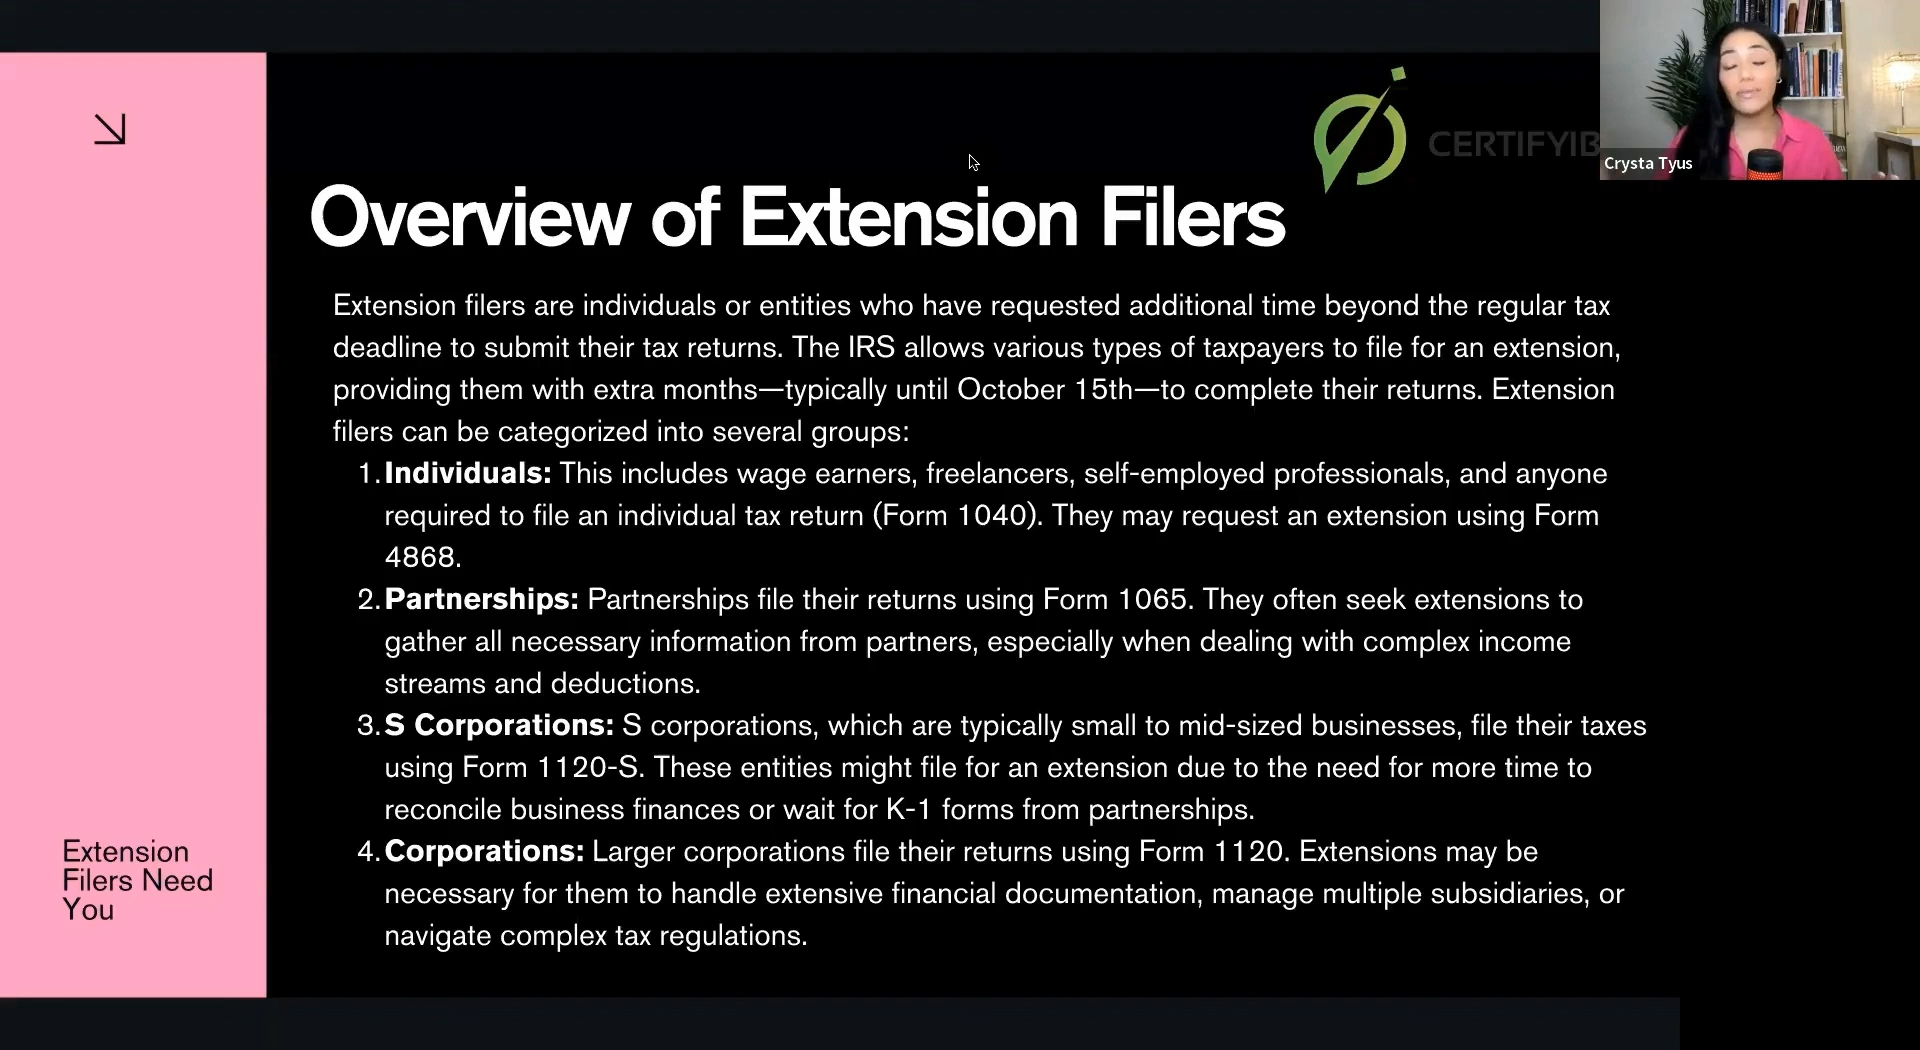 CERTIFYIB
Crysta Tyus
Overview of Extension Filers
Extension filers are individuals or entities who have requested additional time beyond the regular tax
deadline to submit their tax returns. The IRS allows various types of taxpayers to file for an extension,
providing them with extra months—typically until October 15th—to complete their returns. Extension
filers can be categorized into several groups:
1. Individuals: This includes wage earners, freelancers, self-employed professionals, and anyone
required to file an individual tax return (Form 1040). They may request an extension using Form
4868.
2. Partnerships: Partnerships file their returns using Form 1065. They often seek extensions to
gather all necessary information from partners, especially when dealing with complex income
streams and deductions.
3. S Corporations: S corporations, which are typically small to mid-sized businesses, file their taxes
using Form 1120-S. These entities might file for an extension due to the need for more time to
reconcile business finances or wait for K-1 forms from partnerships.
4. Corporations: Larger corporations file their returns using Form 1120. Extensions may be
necessary for them to handle extensive financial documentation, manage multiple subsidiaries, or
navigate complex tax regulations.
Extension
Filers Need
You